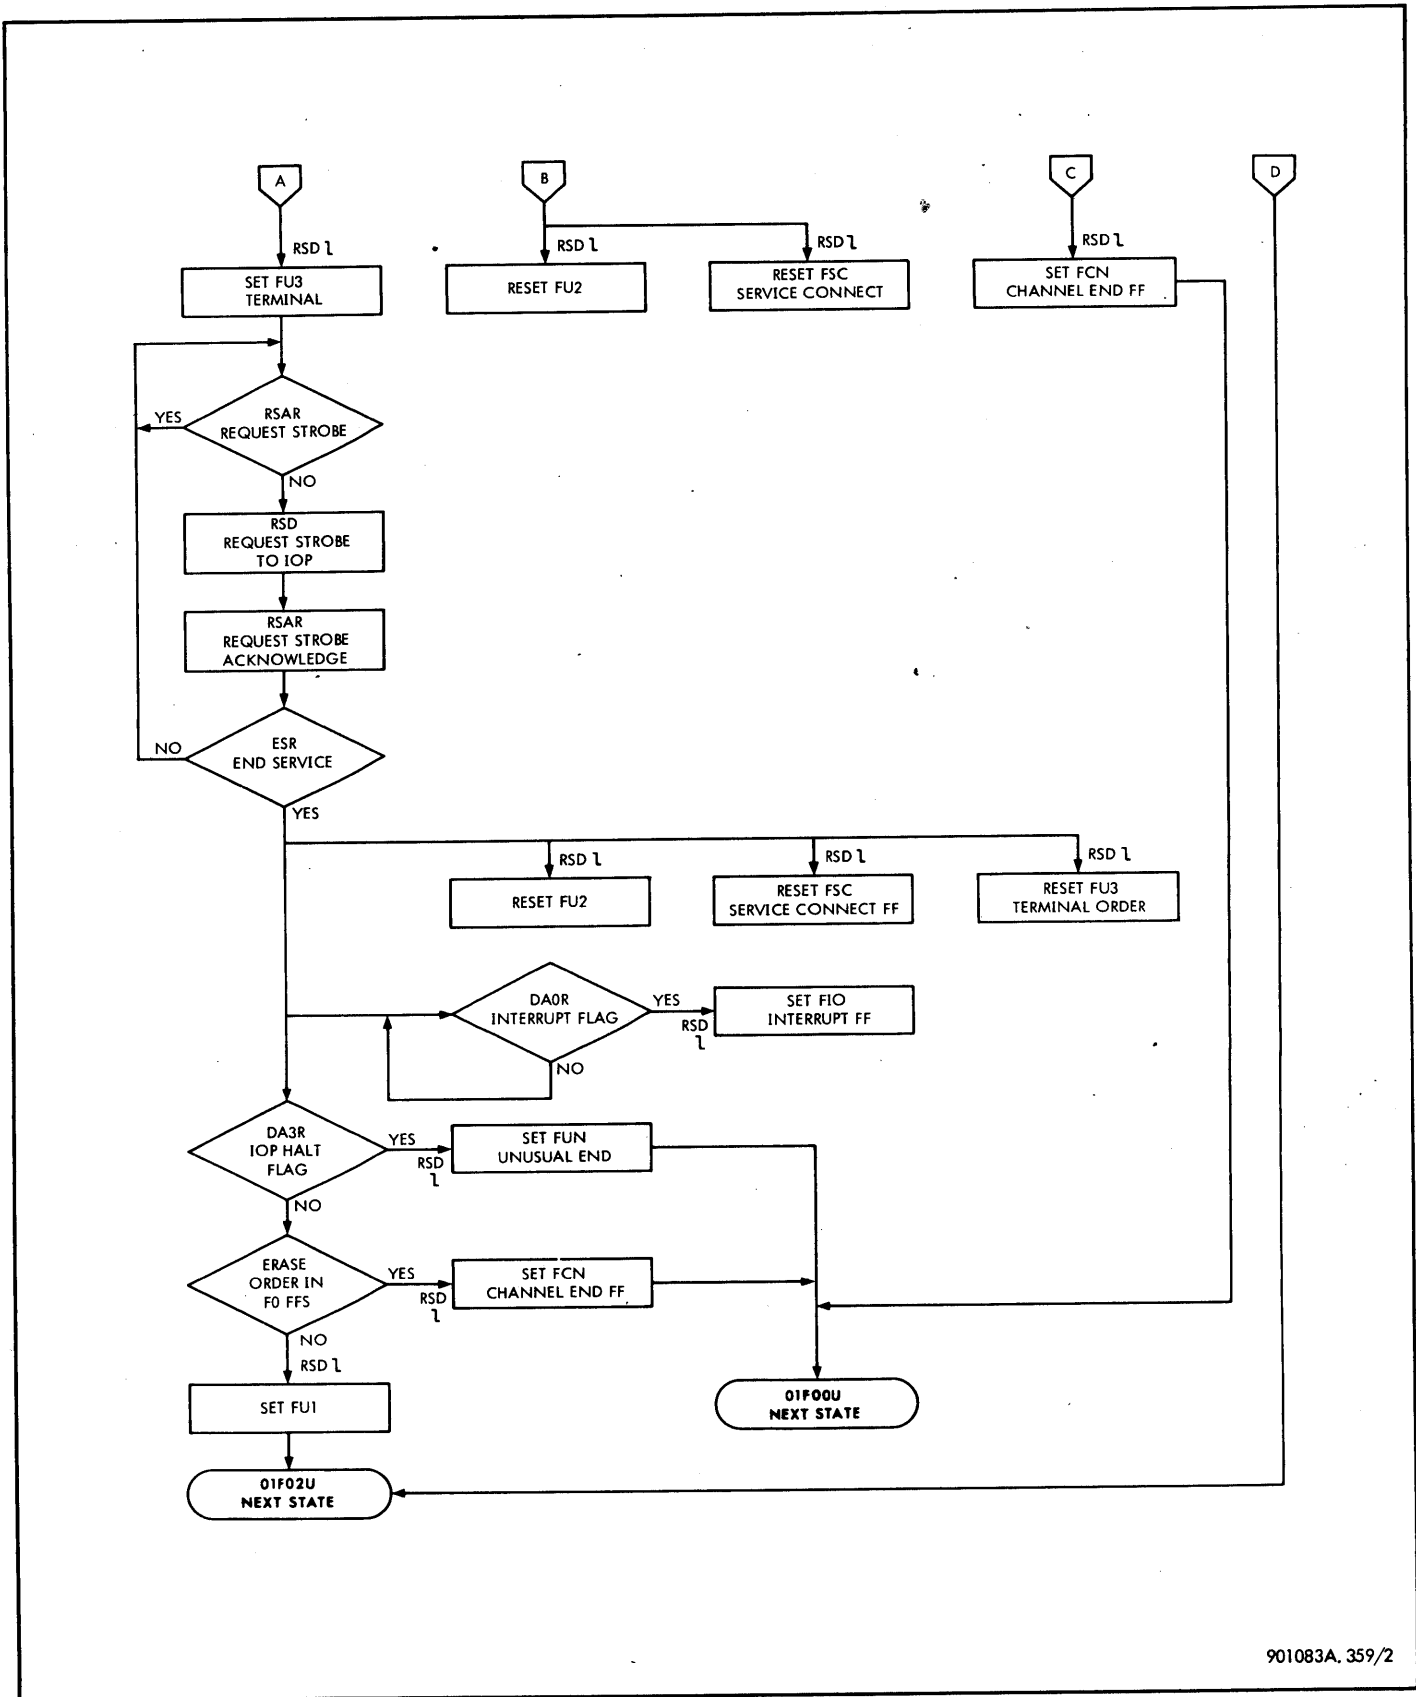 A
B
C
D
RSD l
RSD l
RSD l
RSD l
SET FU3
TERMINAL
RESET FU2
RESET FSC
SERVICE CONNECT
SET FCN
CHANNEL END FF
YES
RSAR
REQUEST STROBE
NO
RSD
REQUEST STROBE
TO IOP
RSAR
REQUEST STROBE
ACKNOWLEDGE
NO
ESR
END SERVICE
YES
RSD l
RSD l
RSD l
RESET FU2
RESET FSC
SERVICE CONNECT FF
RESET FU3
TERMINAL ORDER
DA0R
INTERRUPT FLAG
YES
RSD
l
SET FIO
INTERRUPT FF
NO
DA3R
IOP HALT
FLAG
YES
RSD
l
SET FUN
UNUSUAL END
NO
ERASE
ORDER IN
F0 FFS
YES
RSD
l
SET FCN
CHANNEL END FF
NO
RSD l
SET FU1
01F00U
NEXT STATE
01F02U
NEXT STATE
901083A. 359/2